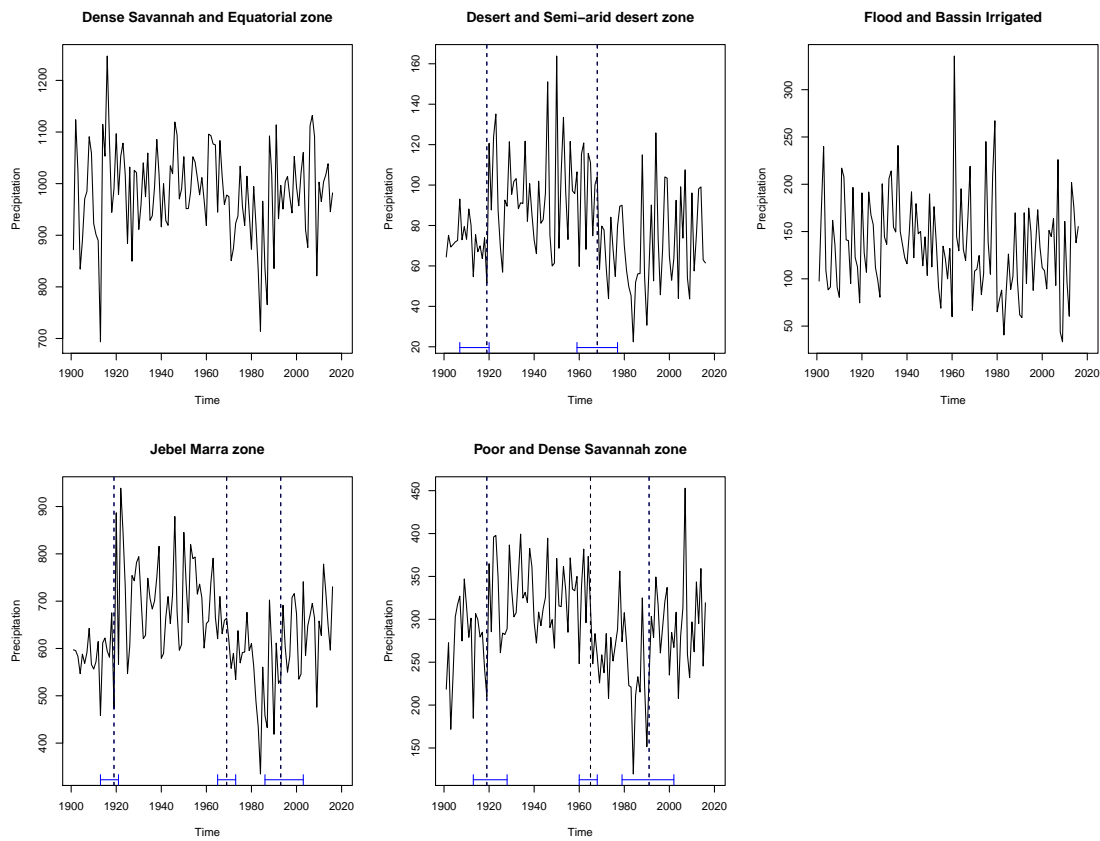 Dense Savannah and Equatorial zone
Precipitation
700 800 900 1000 1100 1200
1900 1920 1940 1960 1980 2000 2020
Time
Desert and Semi−arid desert zone
Precipitation
20 40 60 80 100 120 140 160
1900 1920 1940 1960 1980 2000 2020
Time
Flood and Bassin Irrigated
Precipitation
50 100 150 200 250 300
1900 1920 1940 1960 1980 2000 2020
Time
Jebel Marra zone
Precipitation
400 500 600 700 800 900
1900 1920 1940 1960 1980 2000 2020
Time
Poor and Dense Savannah zone
Precipitation
150 200 250 300 350 400 450
1900 1920 1940 1960 1980 2000 2020
Time